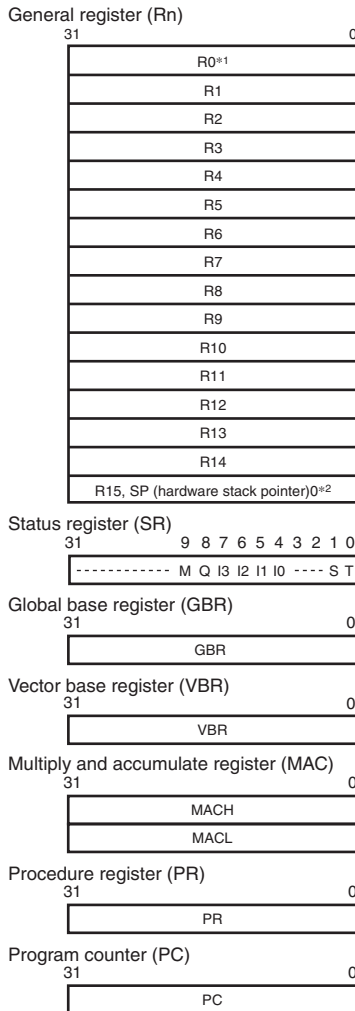 General register (Rn)
31 0
R0*1
R1
R2
R3
R4
R5
R6
R7
R8
R9
R10
R11
R12
R13
R14
R15, SP (hardware stack pointer)0*2
Status register (SR)
31 9 8 7 6 5 4 3 2 1 0
------------ M Q I3 I2 I1 I0 ---- S T
Global base register (GBR)
31 0
GBR
Vector base register (VBR)
31 0
VBR
Multiply and accumulate register (MAC)
31 0
MACH
MACL
Procedure register (PR)
31 0
PR
Program counter (PC)
31 0
PC